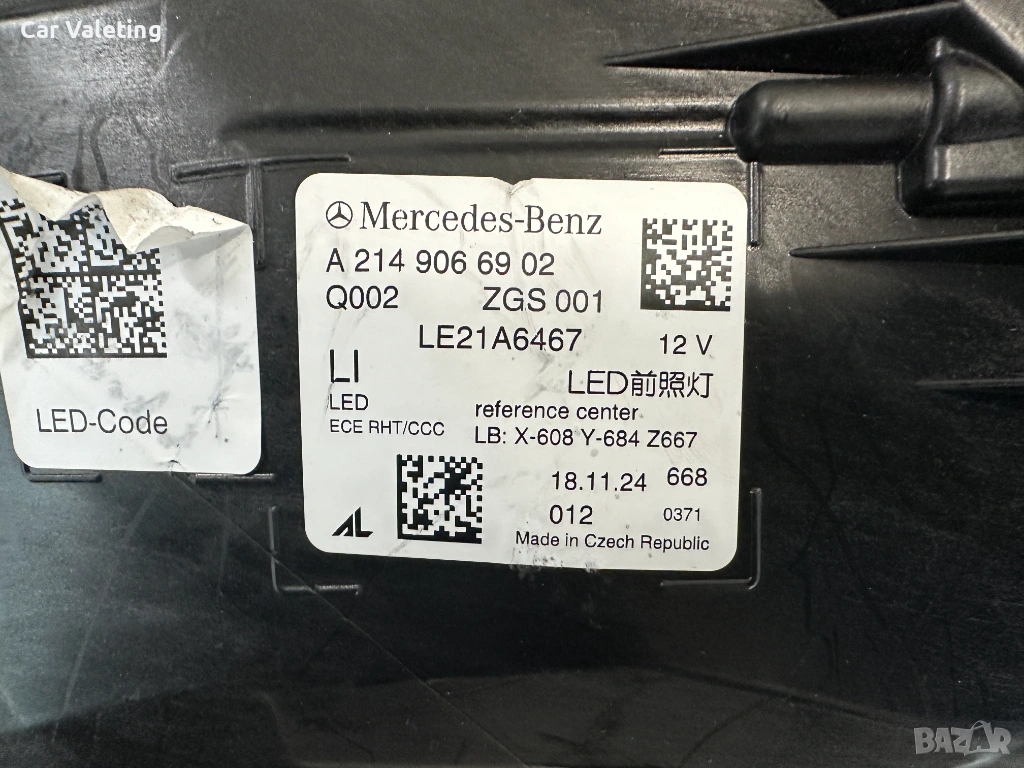 Car Valeting
Mercedes-Benz
A 214 906 69 02
Q002 ZGS 001
LE21A6467 12 V
LI LED前照灯
LED reference center
ECE RHT/CCC LB: X-608 Y-684 Z667
18.11.24 668
012 0371
AL Made in Czech Republic
LED-Code
BAZAR